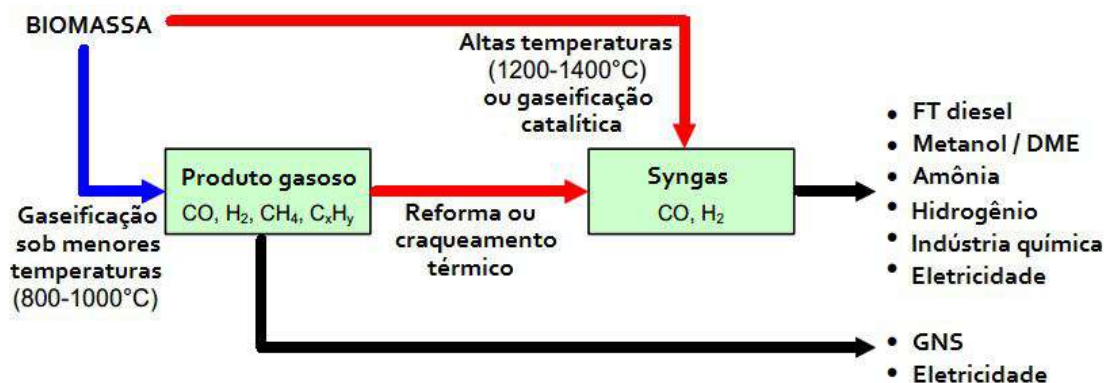 BIOMASSA
Altas temperaturas
(1200-1400°C)
ou gaseificação
catalítica
Produto gasoso
CO, H₂, CH₄, CₓHᵧ
Gaseificação
sob menores
temperaturas
(800-1000°C)
Reforma ou
craqueamento
térmico
Syngas
CO, H₂
• FT diesel
• Metanol / DME
• Amônia
• Hidrogênio
• Indústria química
• Eletricidade
• GNS
• Eletricidade